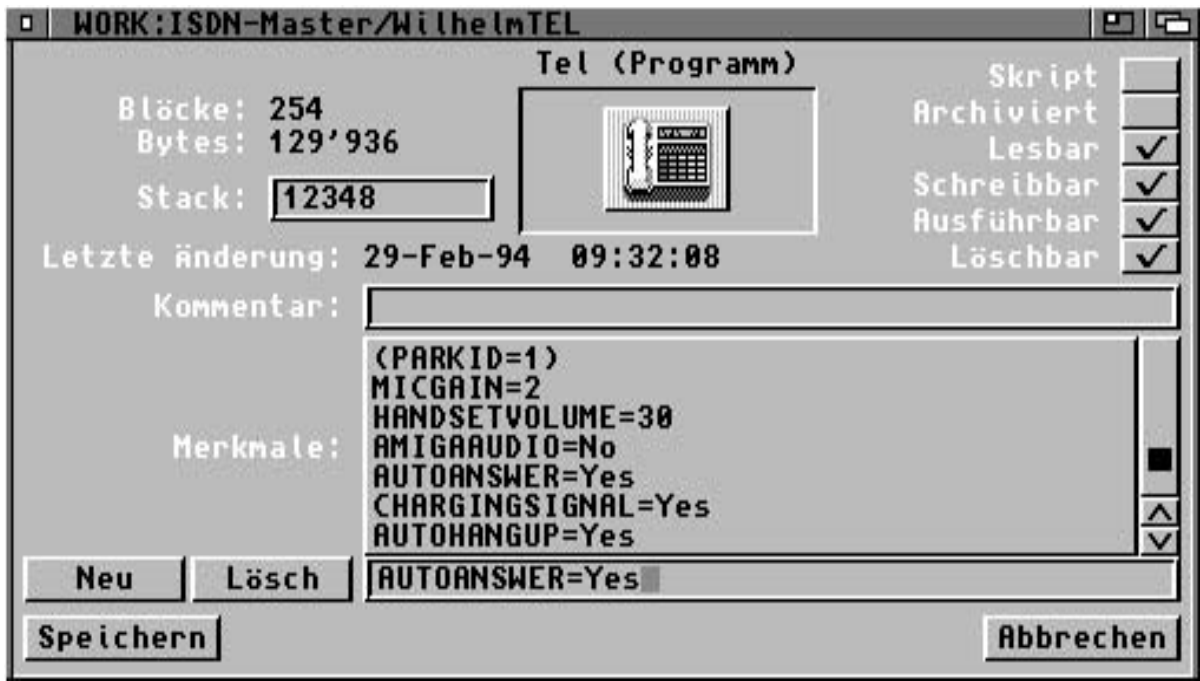 WORK:ISDN-Master/WilhelmTEL
Tel (Programm)
Blöcke: 254
Bytes: 129'936
Stack: 12348
Letzte änderung: 29-Feb-94 09:32:08
Skript
Archiviert
Lesbar
Schreibbar
Ausführbar
Löschbar
Kommentar:
Merkmale:
(PARKID=1)
MICGAIN=2
HANDSETVOLUME=30
AMIGAAUDIO=No
AUTOANSWER=Yes
CHARGINGSIGNAL=Yes
AUTOHANGUP=Yes
Neu
Lösch
AUTOANSWER=Yes
Speichern
Abbrechen